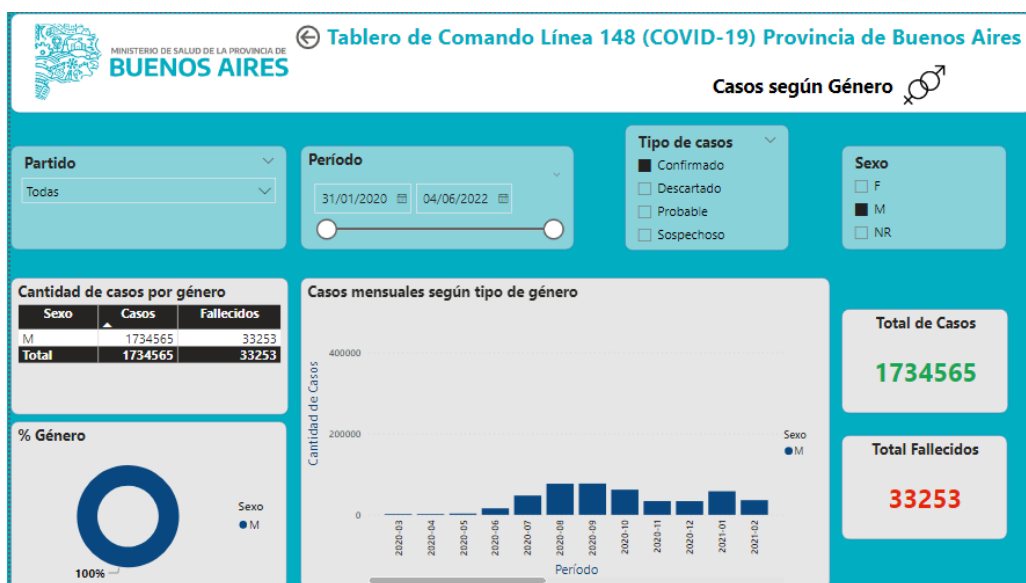 MINISTERIO DE SALUD DE LA PROVINCIA DE
BUENOS AIRES
Tablero de Comando Línea 148 (COVID-19) Provincia de Buenos Aires
Casos según Género
Partido
Todas
Período
31/01/2020 04/06/2022
Tipo de casos
Confirmado
Descartado
Probable
Sospechoso
Sexo
F
M
NR
Cantidad de casos por género
Sexo Casos Fallecidos
M 1734565 33253
Total 1734565 33253
% Género
Sexo
M
100%
Casos mensuales según tipo de género
Cantidad de Casos
400000
200000
0
2020-03 2020-04 2020-05 2020-06 2020-07 2020-08 2020-09 2020-10 2020-11 2020-12 2021-01 2021-02
Período
Sexo
M
Total de Casos
1734565
Total Fallecidos
33253